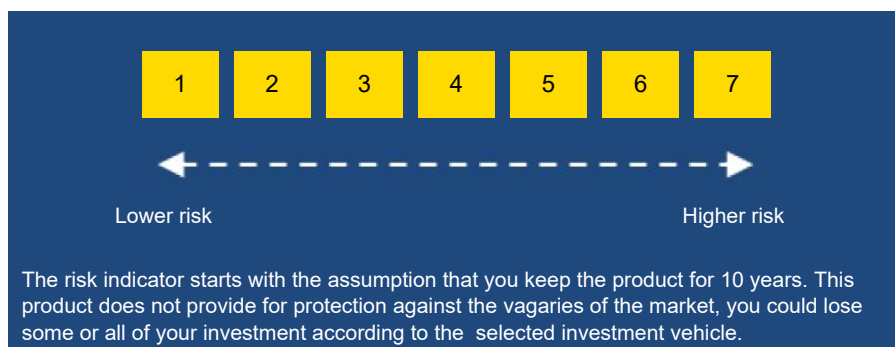 1 2 3 4 5 6 7
Lower risk Higher risk
The risk indicator starts with the assumption that you keep the product for 10 years. This
product does not provide for protection against the vagaries of the market, you could lose
some or all of your investment according to the  selected investment vehicle.